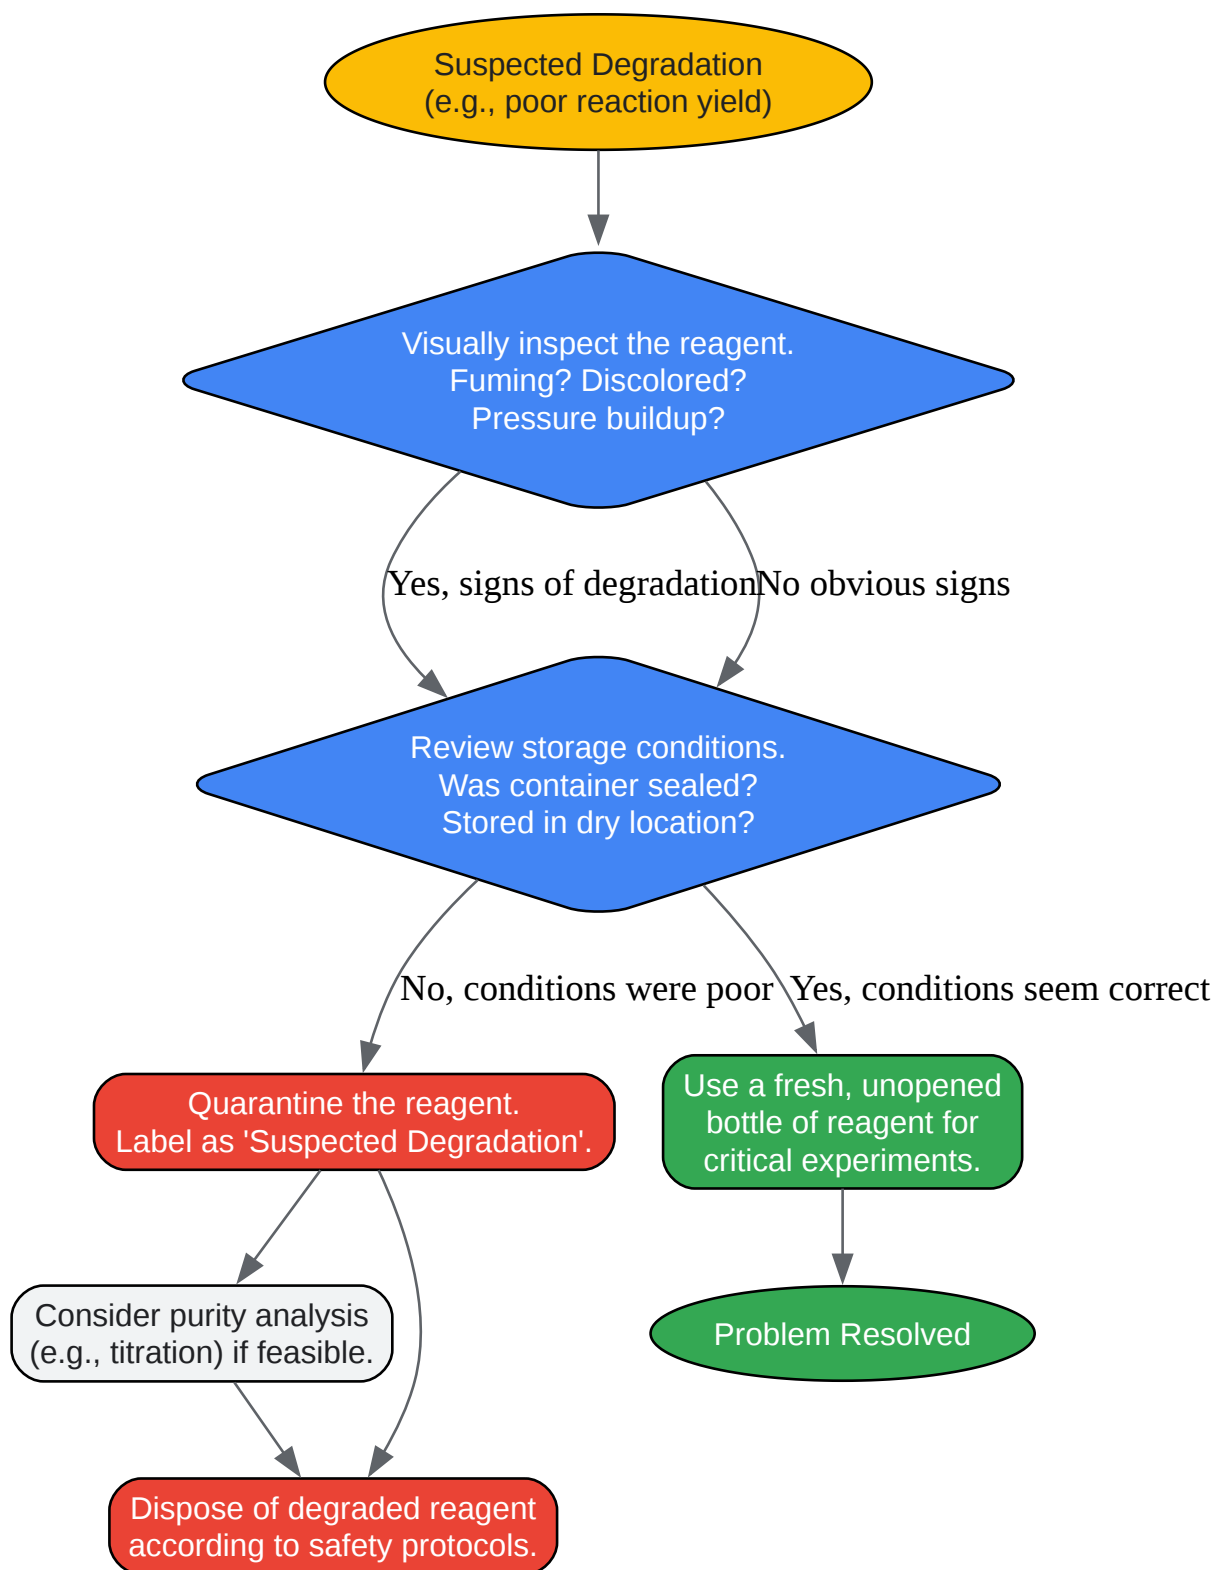 Suspected Degradation
(e.g., poor reaction yield)
Visually inspect the reagent.
Fuming? Discolored?
Pressure buildup?
Yes, signs of degradation
No obvious signs
Review storage conditions.
Was container sealed?
Stored in dry location?
No, conditions were poor
Yes, conditions seem correct
Quarantine the reagent.
Label as 'Suspected Degradation'.
Use a fresh, unopened
bottle of reagent for
critical experiments.
Consider purity analysis
(e.g., titration) if feasible.
Problem Resolved
Dispose of degraded reagent
according to safety protocols.